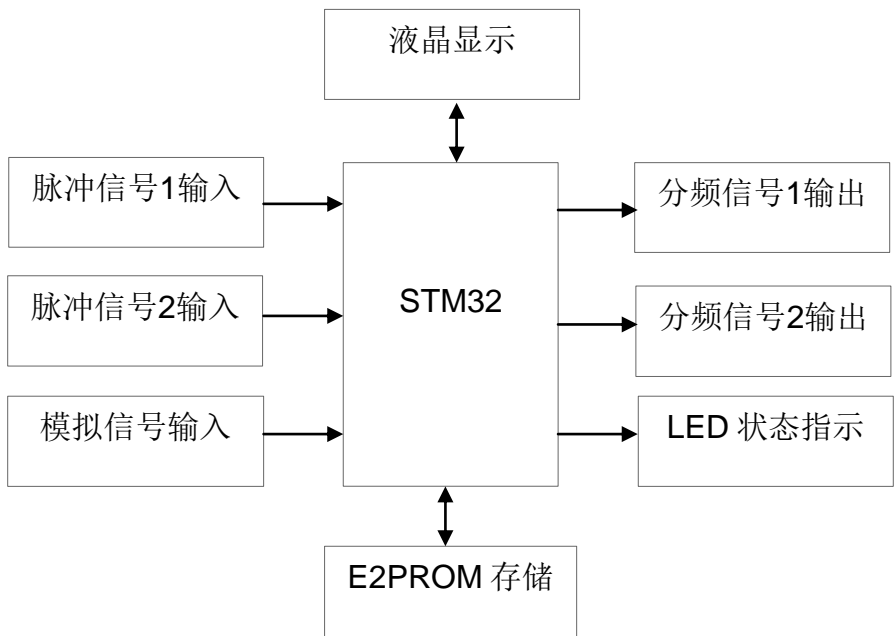 液晶显示
脉冲信号1输入
分频信号1输出
脉冲信号2输入
STM32
分频信号2输出
模拟信号输入
LED 状态指示
E2PROM 存储